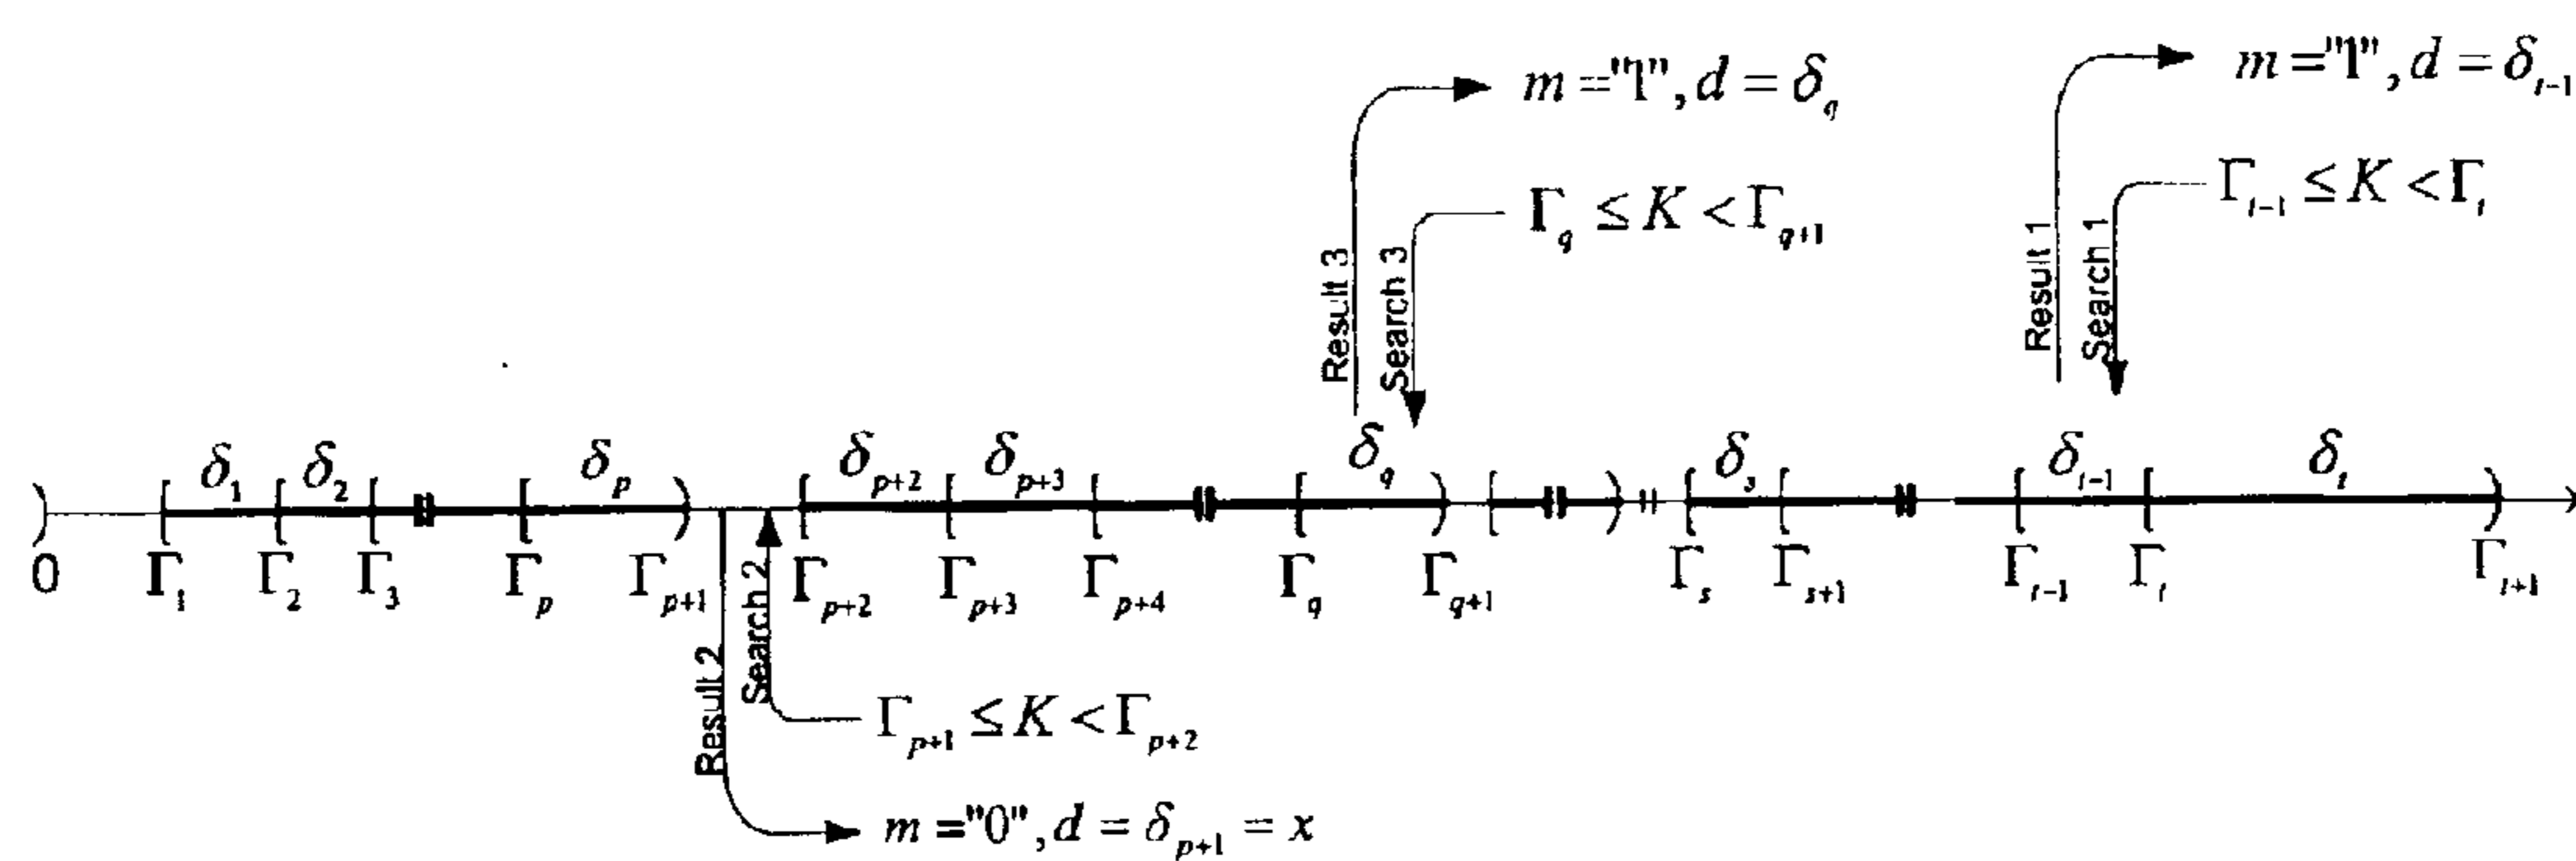 m ="1", d = δ_q
m ="1", d = δ_{t-1}
Γ_q ≤ K < Γ_{q+1}
Γ_{t-1} ≤ K < Γ_t
Result 3
Search 3
Result 1
Search 1
δ_1 δ_2 δ_p δ_{p+2} δ_{p+3} δ_q δ_s δ_{t-1} δ_t
0 Γ_1 Γ_2 Γ_3 Γ_p Γ_{p+1} Γ_{p+2} Γ_{p+3} Γ_{p+4} Γ_q Γ_{q+1} Γ_s Γ_{s+1} Γ_{t-1} Γ_t Γ_{t+1}
Result 2
Search 2
Γ_{p+1} ≤ K < Γ_{p+2}
m ="0", d = δ_{p+1} = x